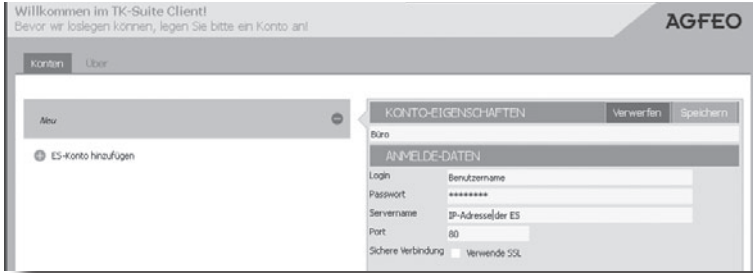 Willkommen im TK-Suite Client!
Bevor wir loslegen können, legen Sie bitte ein Konto an!
AGFEO
Konten Über
Neu
ES-Konto hinzufügen
KONTO-EIGENSCHAFTEN Verwerfen Speichern
Büro
ANMELDE-DATEN
Login Benutzername
Passwort ********
Servername IP-Adresse der ES
Port 80
Sichere Verbindung Verwende SSL